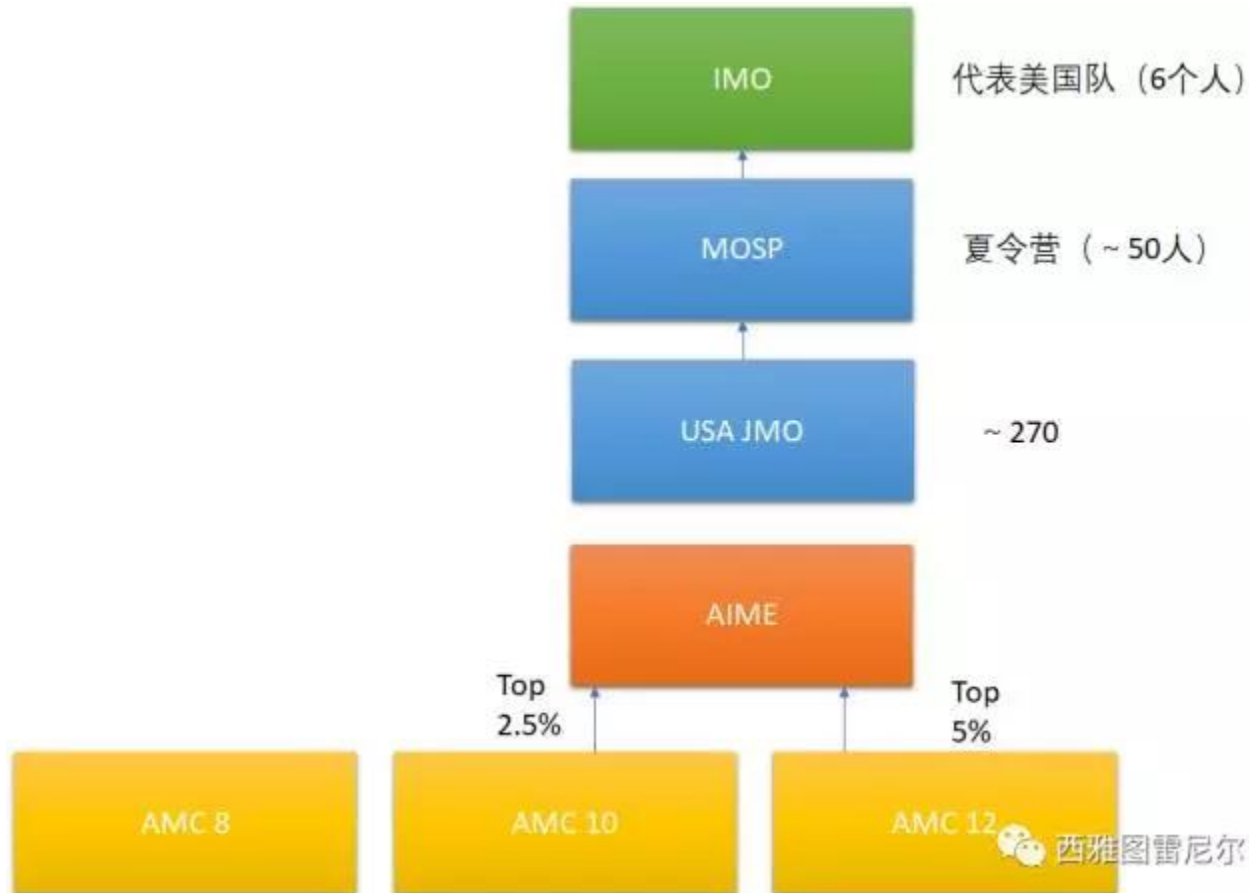 IMO
代表美国队（6个人）
MOSP
夏令营（~ 50人）
USA JMO
~ 270
AIME
Top
2.5%
Top
5%
AMC 8
AMC 10
AMC 12
西雅图雷尼尔